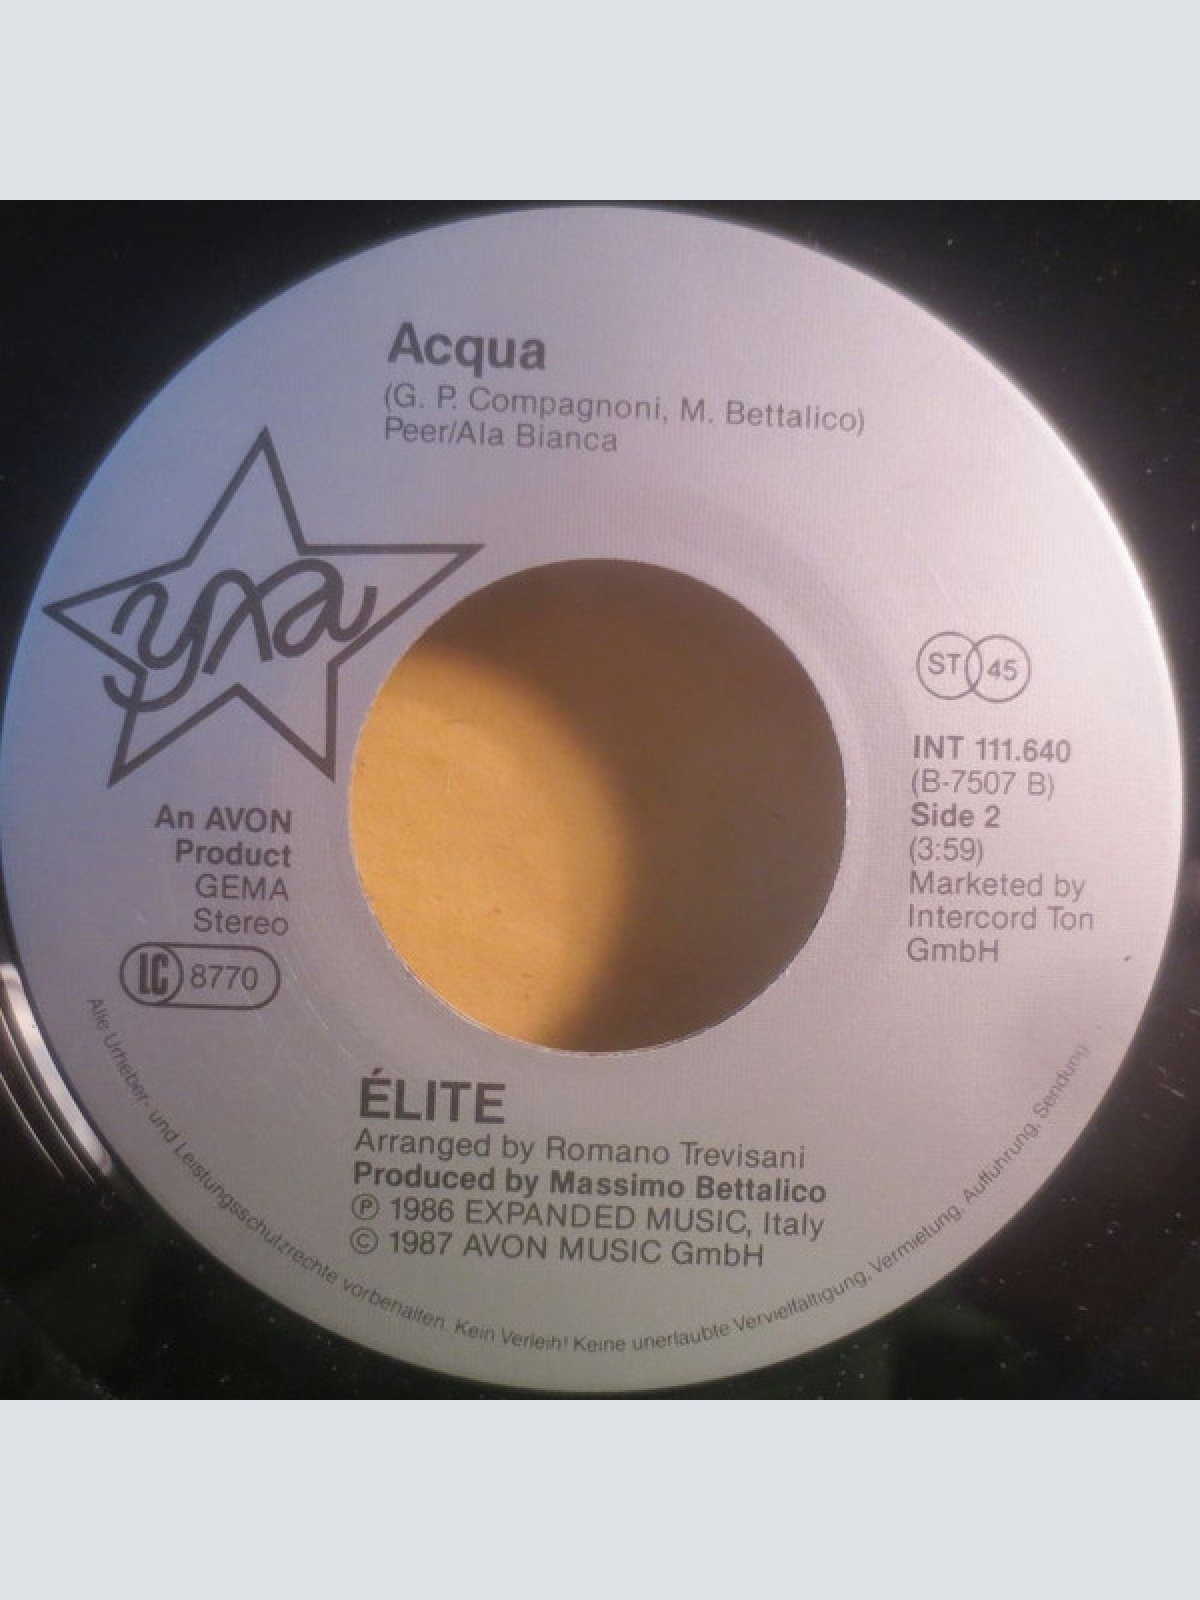 Acqua
(G. P. Compagnoni, M. Bettalico)
Peer/Ala Bianca
yxa
An AVON
Product
GEMA
Stereo
LC 8770
ST 45
INT 111.640
(B-7507 B)
Side 2
(3:59)
Marketed by
Intercord Ton
GmbH
ÉLITE
Arranged by Romano Trevisani
Produced by Massimo Bettalico
Ⓟ 1986 EXPANDED MUSIC, Italy
© 1987 AVON MUSIC GmbH
Alle Urheber- und Leistungsschutzrechte vorbehalten. Kein Verleih! Keine unerlaubte Vervielfältigung, Vermietung, Aufführung, Sendung